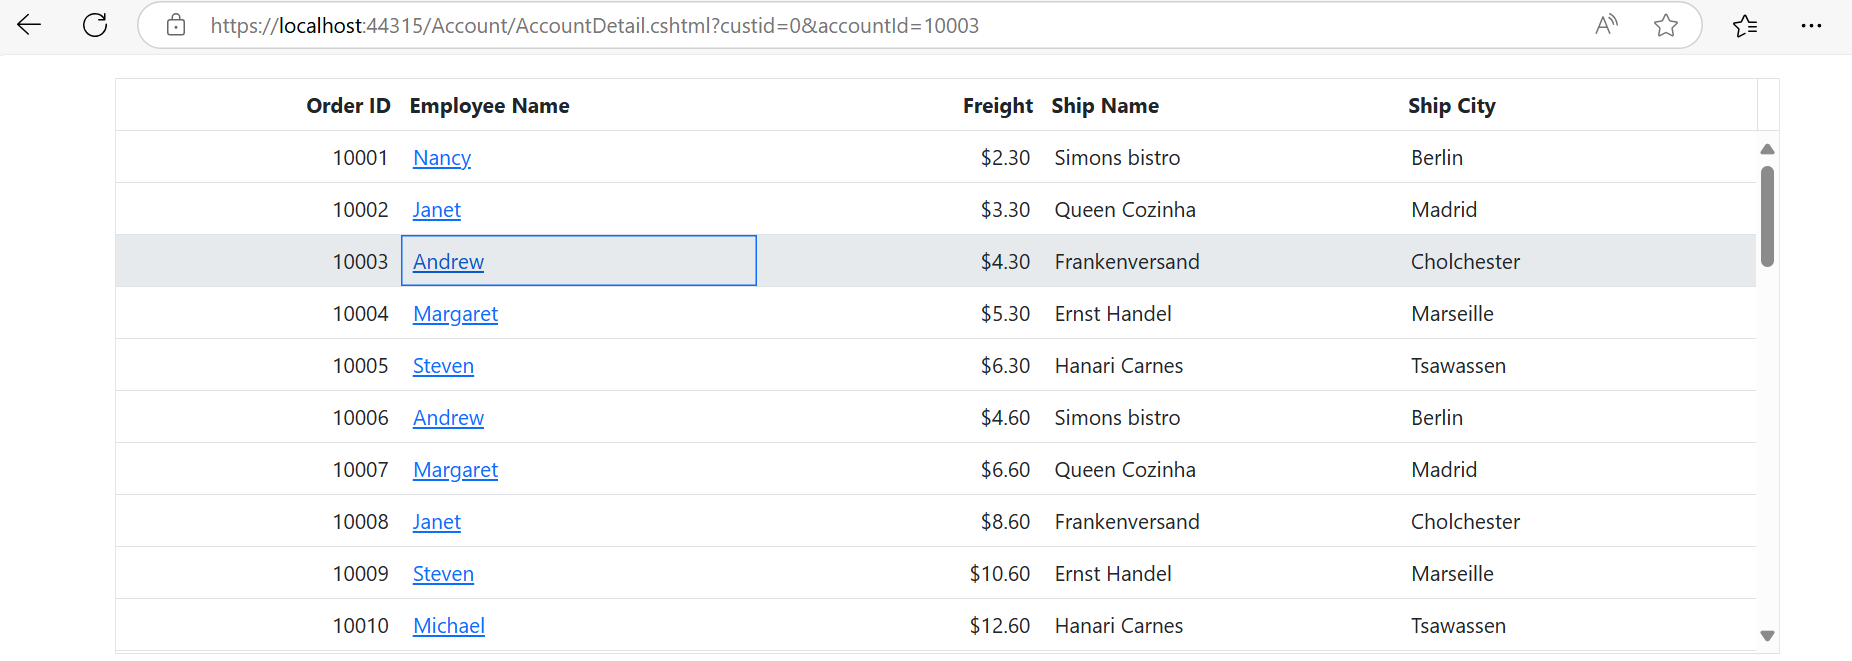 https://localhost:44315/Account/AccountDetail.cshtml?custid=0&accountId=10003
Order ID Employee Name Freight Ship Name Ship City
10001 Nancy $2.30 Simons bistro Berlin
10002 Janet $3.30 Queen Cozinha Madrid
10003 Andrew $4.30 Frankenversand Cholchester
10004 Margaret $5.30 Ernst Handel Marseille
10005 Steven $6.30 Hanari Carnes Tsawassen
10006 Andrew $4.60 Simons bistro Berlin
10007 Margaret $6.60 Queen Cozinha Madrid
10008 Janet $8.60 Frankenversand Cholchester
10009 Steven $10.60 Ernst Handel Marseille
10010 Michael $12.60 Hanari Carnes Tsawassen